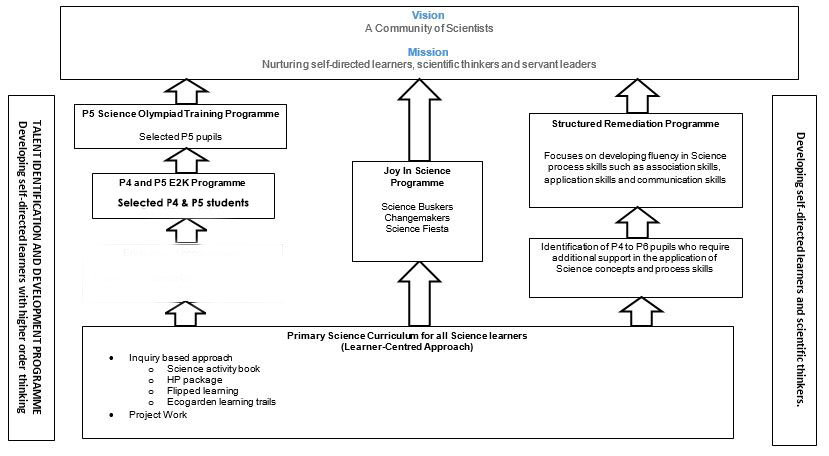 Vision
A Community of Scientists
Mission
Nurturing self-directed learners, scientific thinkers and servant leaders
TALENT IDENTIFICATION AND DEVELOPMENT PROGRAMME
Developing self-directed learners with higher order thinking
P5 Science Olympiad Training Programme
Selected P5 pupils
P4 and P5 E2K Programme
Selected P4 & P5 students
Joy In Science
Programme
Science Buskers
Changemakers
Science Fiesta
Structured Remediation Programme
Focuses on developing fluency in Science
process skills such as association skills,
application skills and communication skills
Identification of P4 to P6 pupils who require
additional support in the application of
Science concepts and process skills
Developing self-directed learners and scientific thinkers.
Primary Science Curriculum for all Science learners
(Learner-Centred Approach)
• Inquiry based approach
o Science activity book
o HP package
o Flipped learning
o Ecogarden learning trails
• Project Work